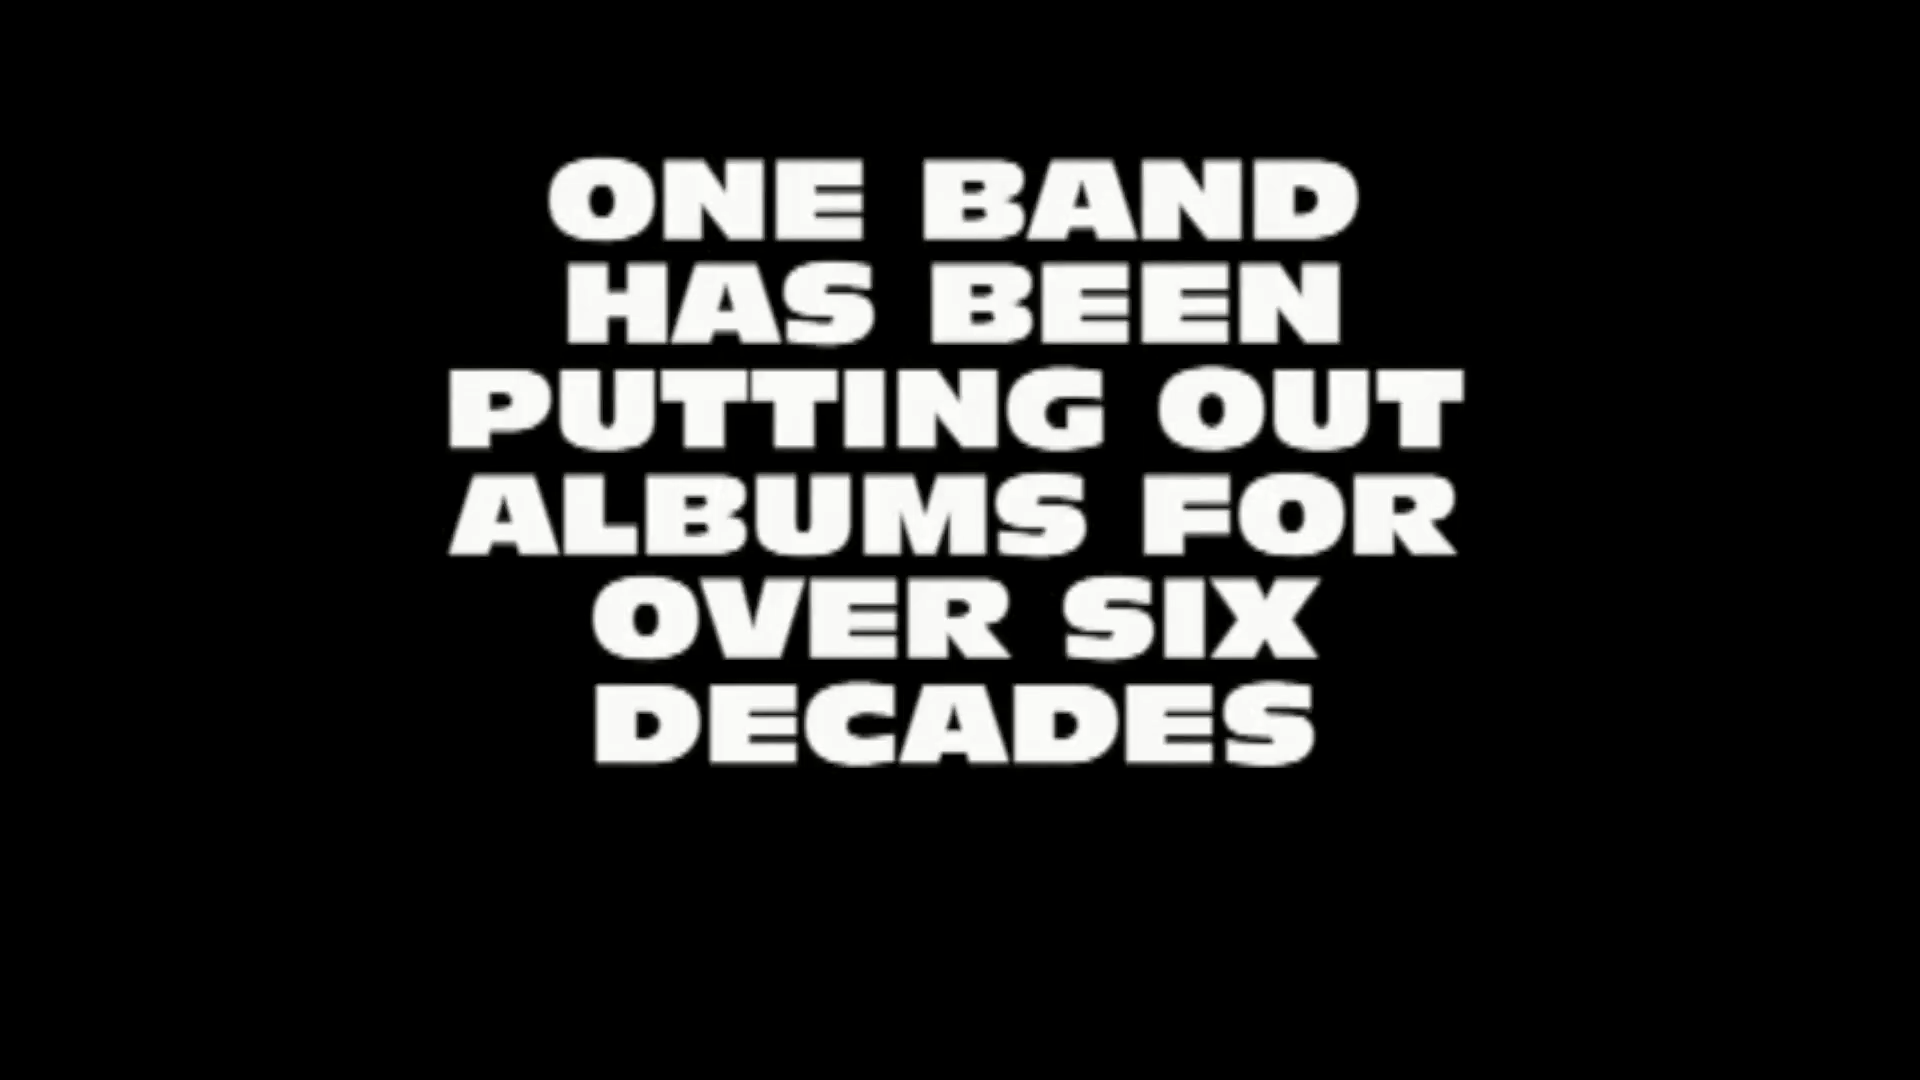 ONE BAND
HAS BEEN
PUTTING OUT
ALBUMS FOR
OVER SIX
DECADES